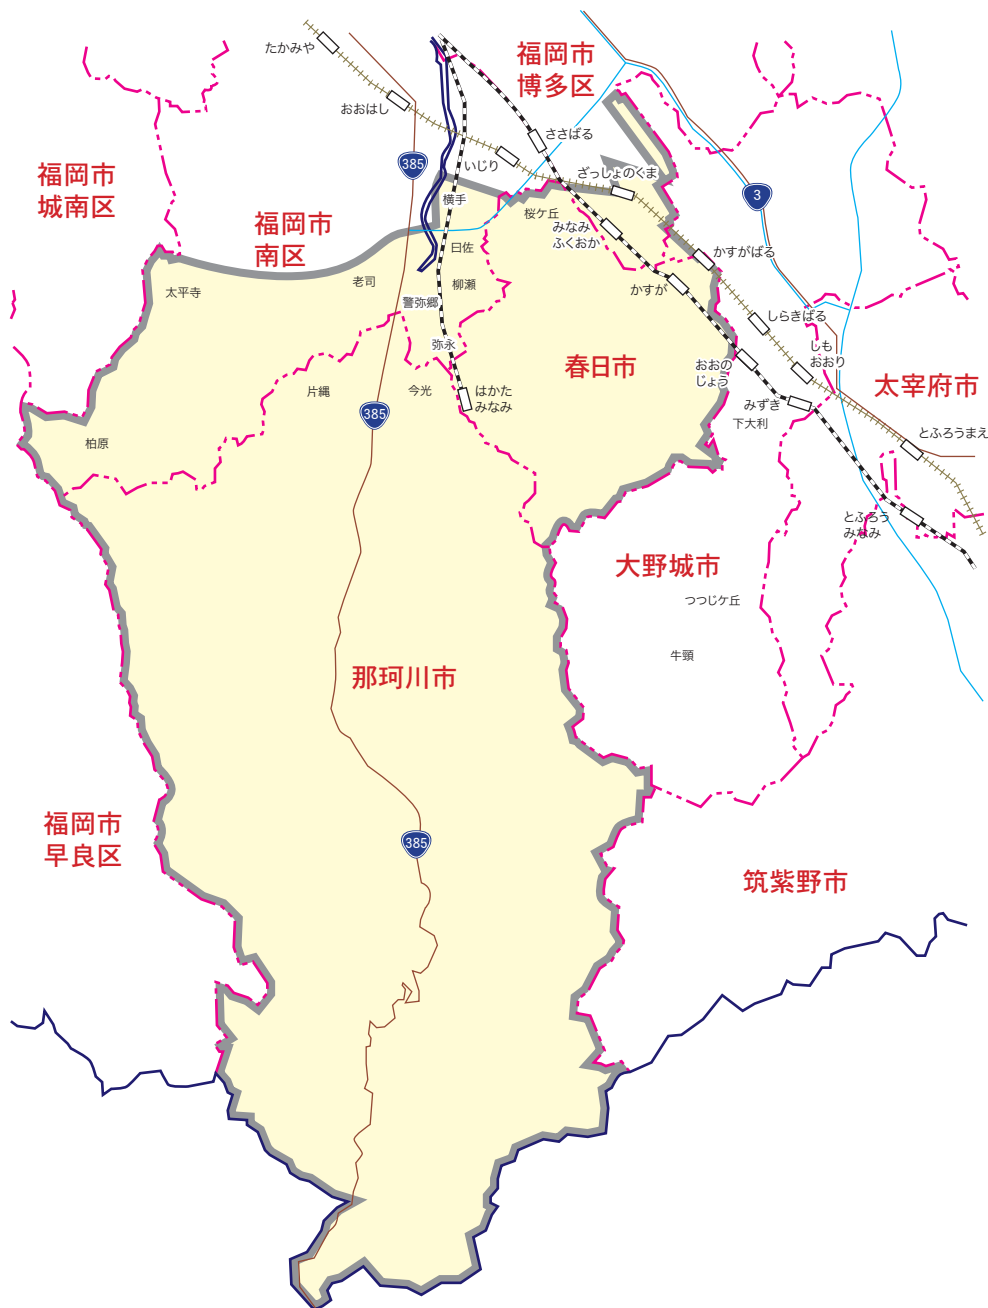 たかみや
福岡市
博多区
おおはし
ささばる
385
いじり
ざっしょのくま
福岡市
城南区
3
横手
桜ケ丘
福岡市
南区
みなみ
ふくおか
曰佐
かすがばる
老司
柳瀬
かすが
太平寺
警弥郷
しらきばる
弥永
しも
おおり
春日市
おおの
じょう
太宰府市
片縄
今光
はかた
みなみ
385
みずき
下大利
柏原
とふろうまえ
とふろう
みなみ
大野城市
つつじケ丘
牛頸
那珂川市
福岡市
早良区
385
筑紫野市